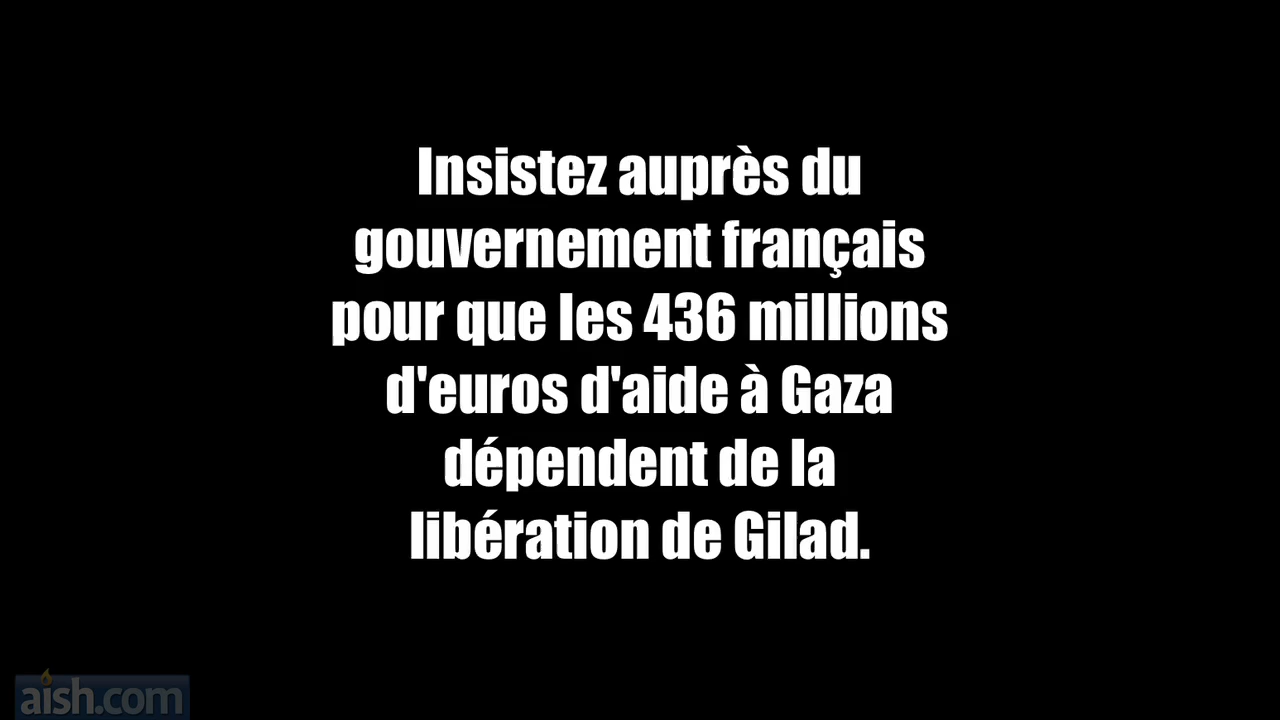 Insistez auprès du
gouvernement français
pour que les 436 millions
d'euros d'aide à Gaza
dépendent de la
libération de Gilad.
aish.com